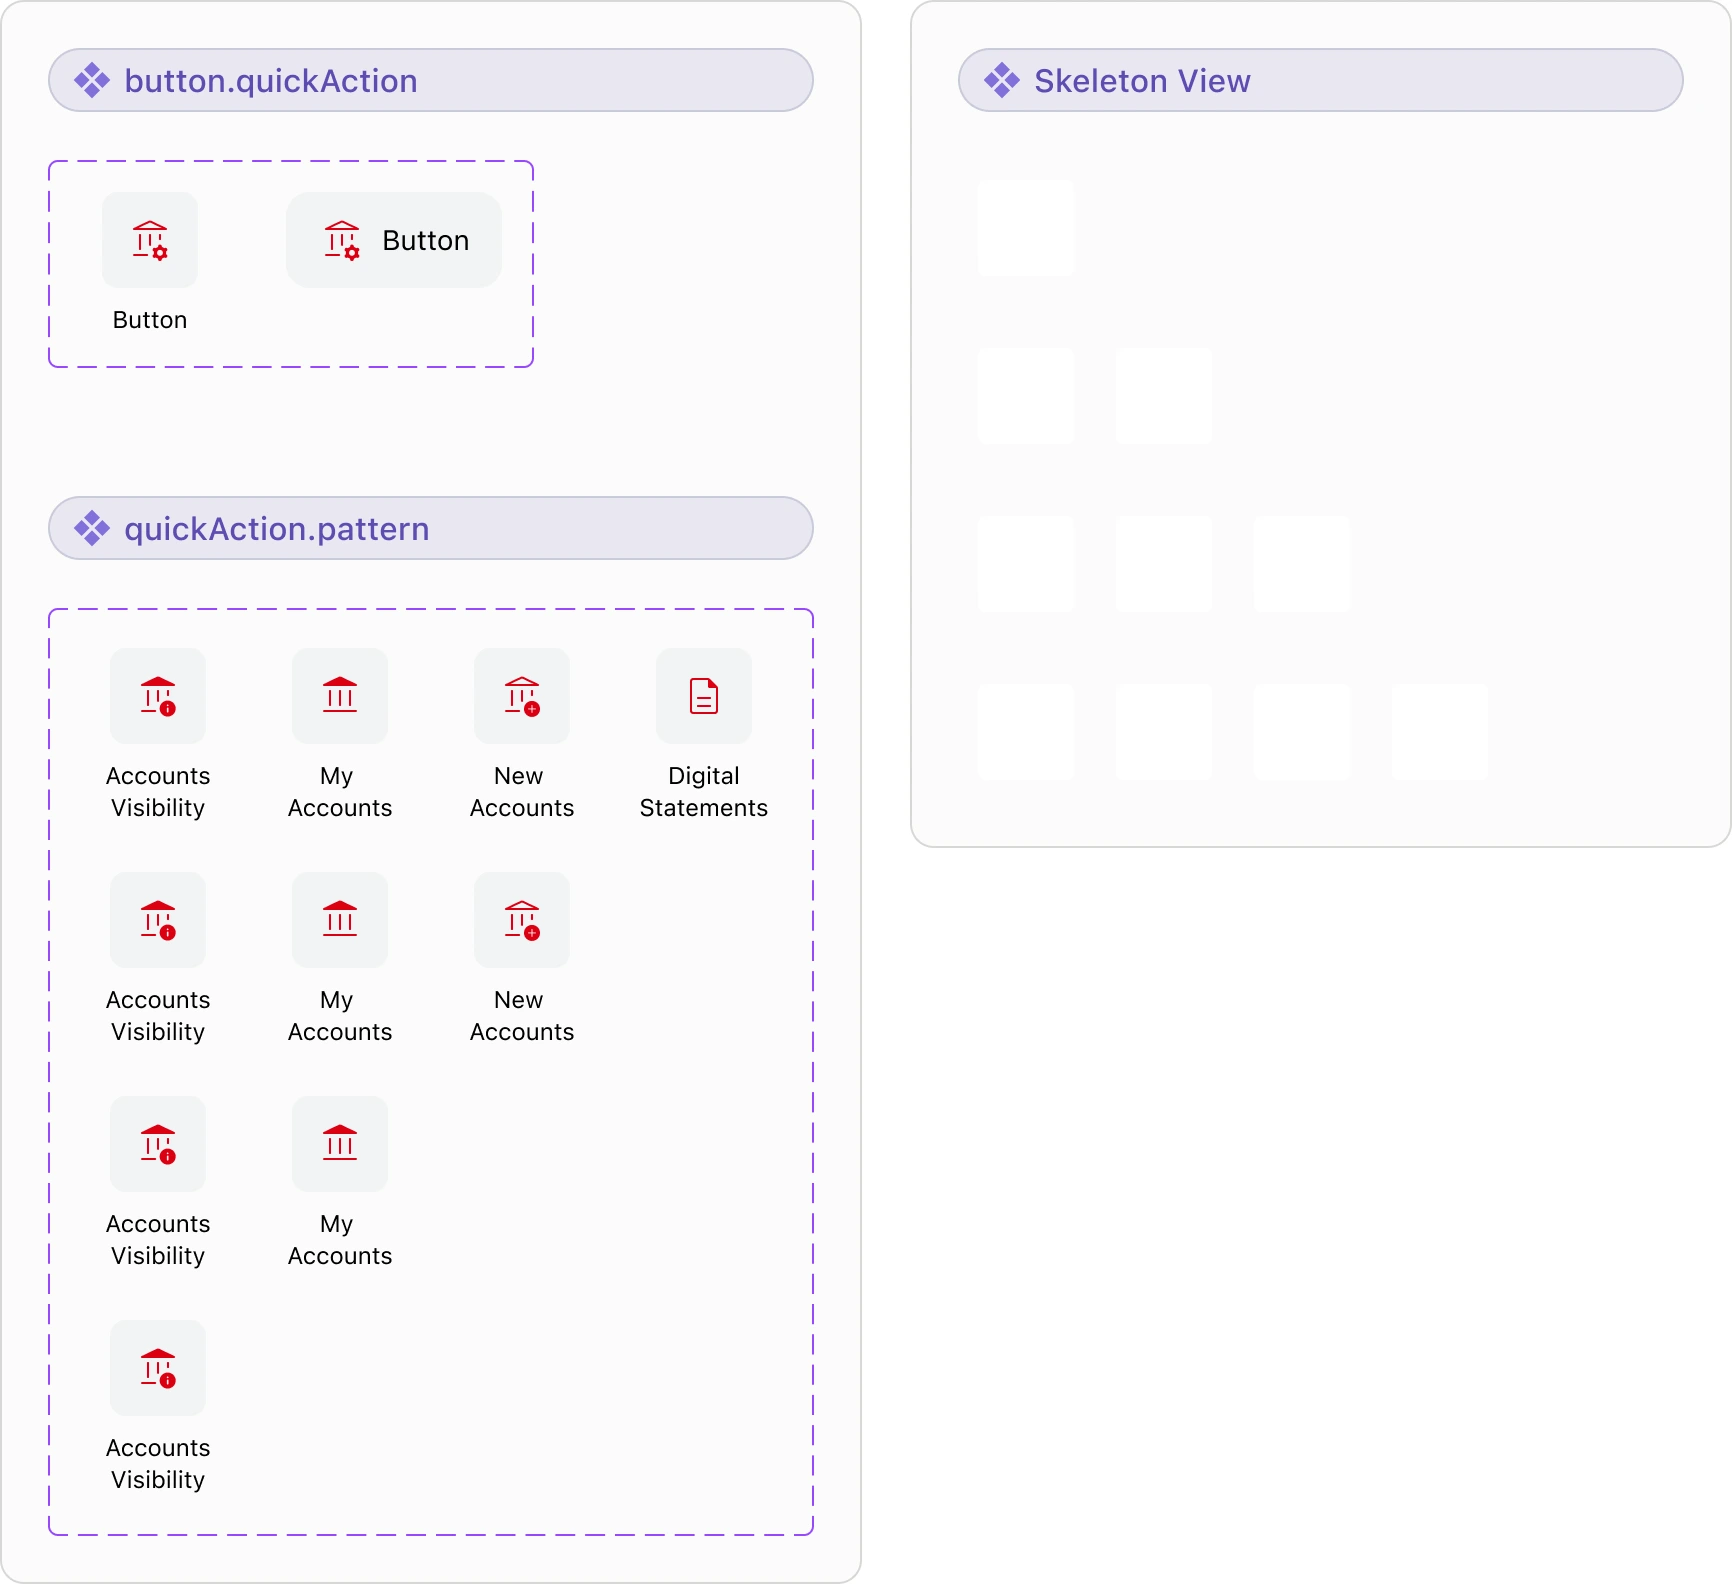 button.quickAction
Button
Button
quickAction.pattern
Accounts
Visibility
My
Accounts
New
Accounts
Digital
Statements
Accounts
Visibility
My
Accounts
New
Accounts
Accounts
Visibility
My
Accounts
Accounts
Visibility
Skeleton View